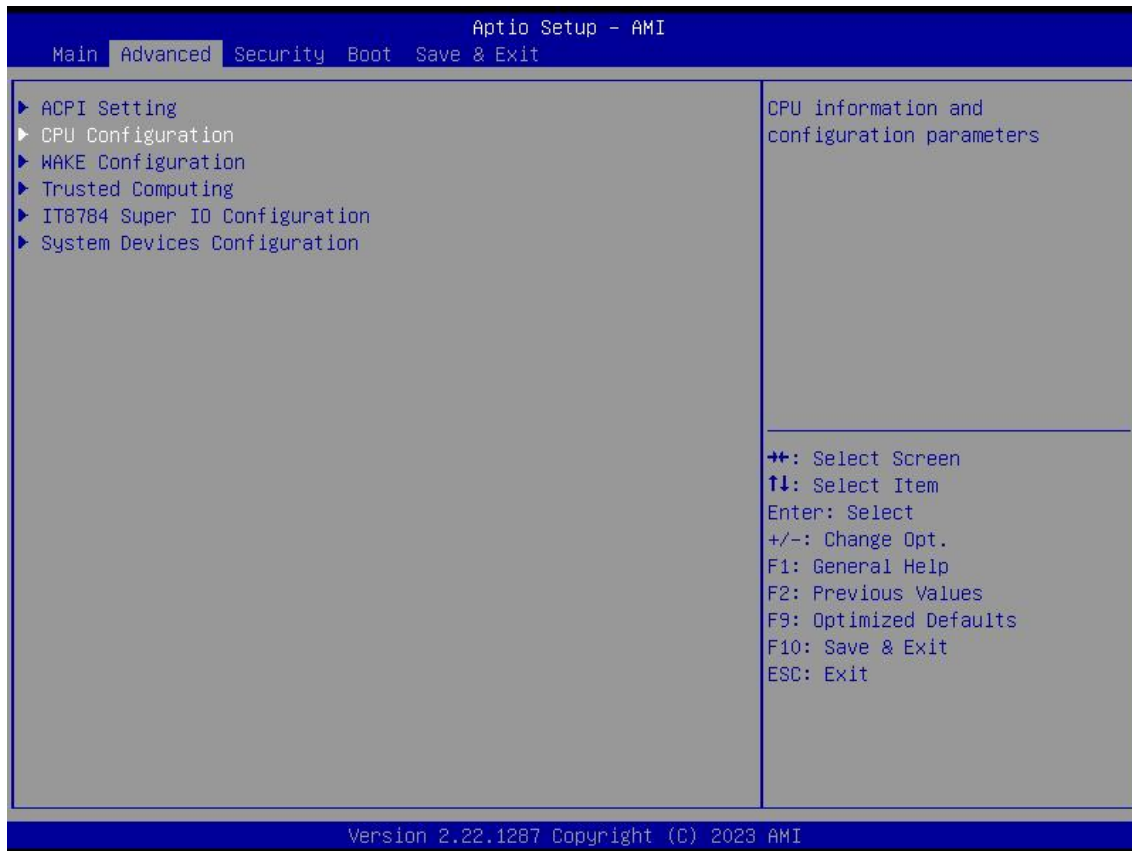 Aptio Setup – AMI
Main Advanced Security Boot Save & Exit
▶ ACPI Setting
▶ CPU Configuration
▶ WAKE Configuration
▶ Trusted Computing
▶ IT8784 Super IO Configuration
▶ System Devices Configuration
CPU information and
configuration parameters
→←: Select Screen
↑↓: Select Item
Enter: Select
+/-: Change Opt.
F1: General Help
F2: Previous Values
F9: Optimized Defaults
F10: Save & Exit
ESC: Exit
Version 2.22.1287 Copyright (C) 2023 AMI